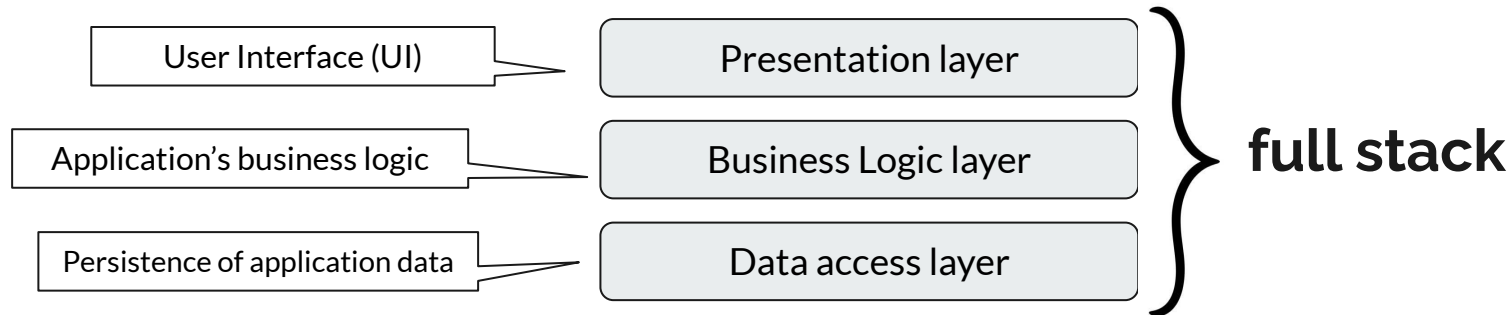 User Interface (UI)
Presentation layer
Application’s business logic
Business Logic layer
full stack
Persistence of application data
Data access layer